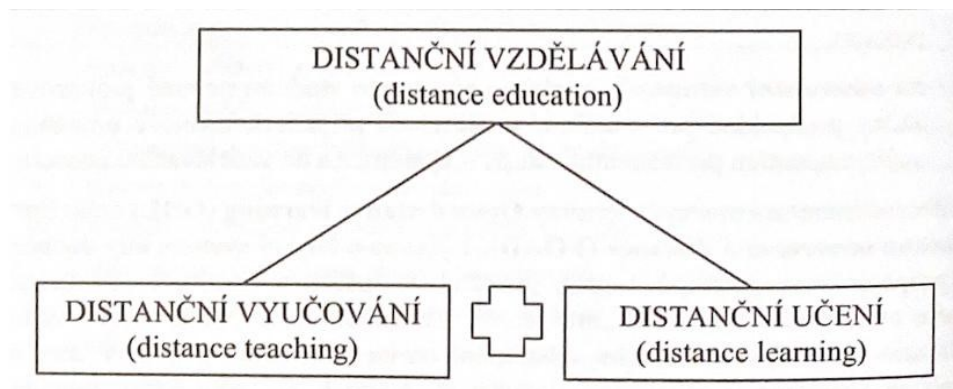 DISTANČNÍ VZDĚLÁVÁNÍ
(distance education)
DISTANČNÍ VYUČOVÁNÍ
(distance teaching)
DISTANČNÍ UČENÍ
(distance learning)